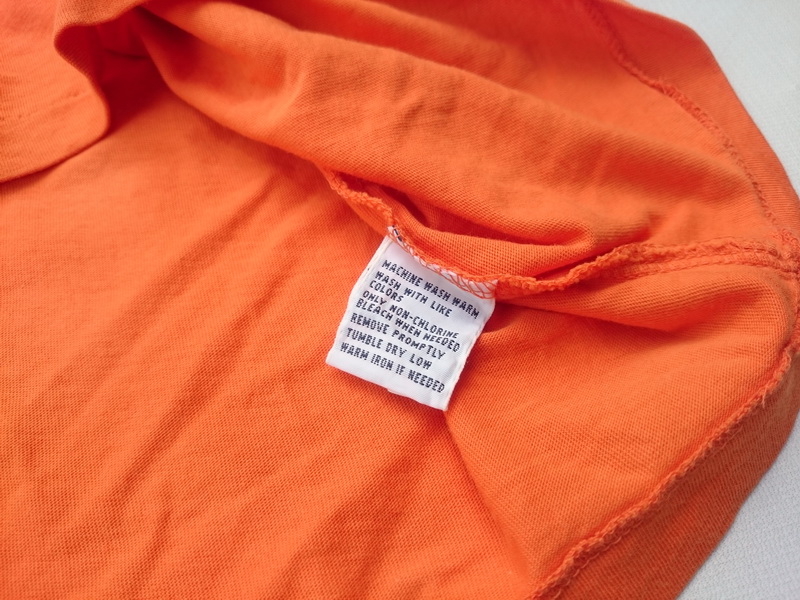 MACHINE WASH WARM
WASH WITH LIKE
COLORS
ONLY NON-CHLORINE
BLEACH WHEN NEEDED
REMOVE PROMPTLY
TUMBLE DRY LOW
WARM IRON IF NEEDED